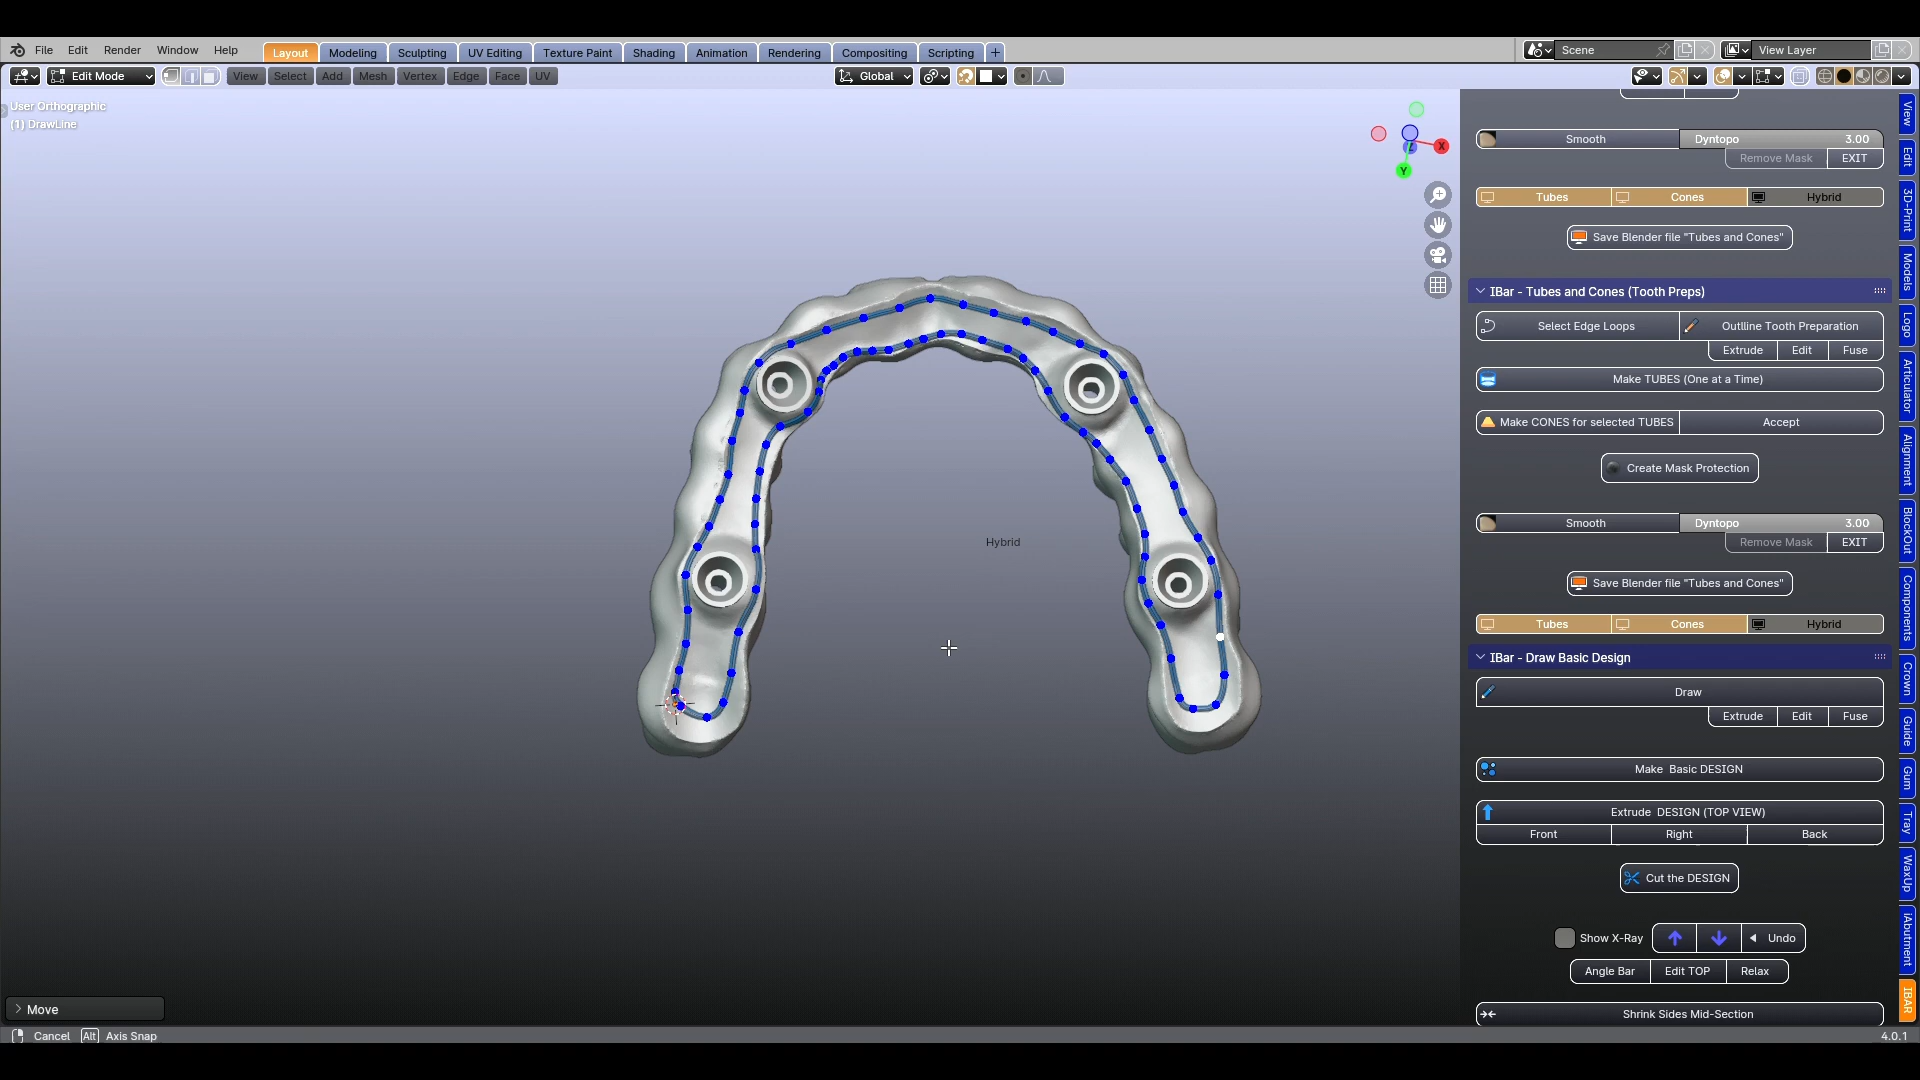 File Edit Render Window Help Layout Modeling Sculpting UV Editing Texture Paint Shading Animation Rendering Compositing Scripting + Scene View Layer
Edit Mode View Select Add Mesh Vertex Edge Face UV Global
User Orthographic
(1) DrawLine
X
Y
Z
Hybrid
Smooth Dyntopo 3.00
Remove Mask EXIT
Tubes Cones Hybrid
Save Blender file "Tubes and Cones"
IBar - Tubes and Cones (Tooth Preps)
Select Edge Loops Outlline Tooth Preparation
Extrude Edit Fuse
Make TUBES (One at a Time)
Make CONES for selected TUBES Accept
Create Mask Protection
Smooth Dyntopo 3.00
Remove Mask EXIT
Save Blender file "Tubes and Cones"
Tubes Cones Hybrid
IBar - Draw Basic Design
Draw
Extrude Edit Fuse
Make Basic DESIGN
Extrude DESIGN (TOP VIEW)
Front Right Back
Cut the DESIGN
Show X-Ray Undo
Angle Bar Edit TOP Relax
Shrink Sides Mid-Section
View
Edit
3D-Print
Models
Logo
Articulator
Alignment
BlockOut
Components
Crown
Guide
Gum
Tray
WaxUp
iAbutment
IBAR
Move
Cancel Alt Axis Snap
4.0.1